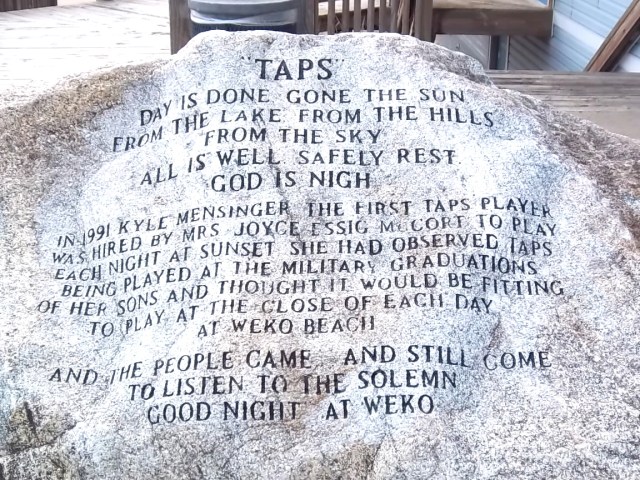 "TAPS"
DAY IS DONE GONE THE SUN
FROM THE LAKE FROM THE HILLS
FROM THE SKY
ALL IS WELL SAFELY REST
GOD IS NIGH
IN 1991 KYLE MENSINGER THE FIRST TAPS PLAYER
WAS HIRED BY MRS JOYCE ESSIG McCORT TO PLAY
EACH NIGHT AT SUNSET SHE HAD OBSERVED TAPS
BEING PLAYED AT THE MILITARY GRADUATIONS
OF HER SONS AND THOUGHT IT WOULD BE FITTING
TO PLAY AT THE CLOSE OF EACH DAY
AT WEKO BEACH
AND THE PEOPLE CAME AND STILL COME
TO LISTEN TO THE SOLEMN
GOOD NIGHT AT WEKO